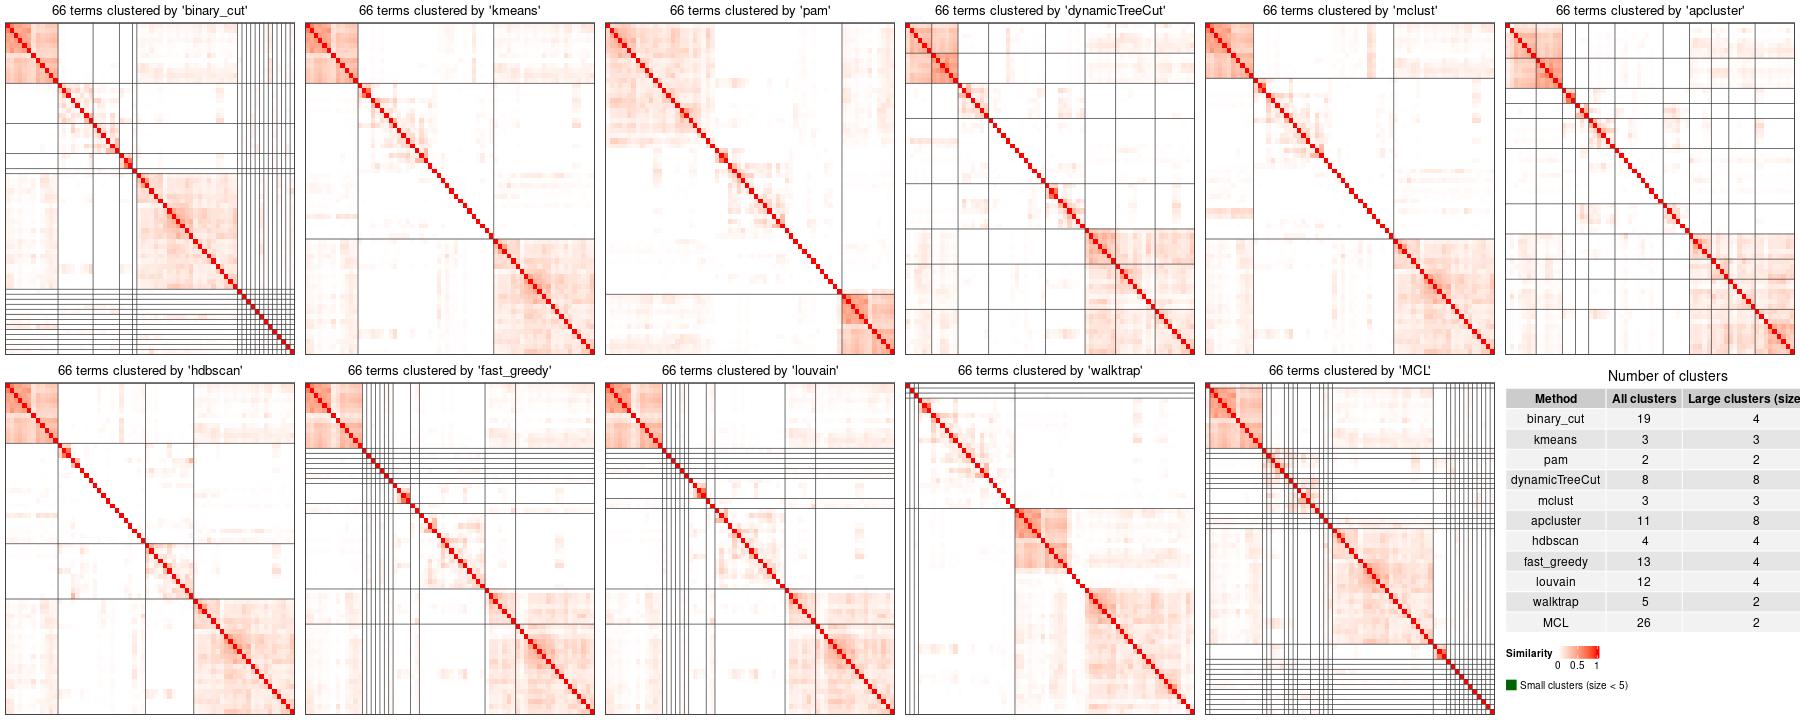 66 terms clustered by 'binary_cut'
66 terms clustered by 'kmeans'
66 terms clustered by 'pam'
66 terms clustered by 'dynamicTreeCut'
66 terms clustered by 'mclust'
66 terms clustered by 'apcluster'
66 terms clustered by 'hdbscan'
66 terms clustered by 'fast_greedy'
66 terms clustered by 'louvain'
66 terms clustered by 'walktrap'
66 terms clustered by 'MCL'
Number of clusters
Method All clusters Large clusters (size
binary_cut 19 4
kmeans 3 3
pam 2 2
dynamicTreeCut 8 8
mclust 3 3
apcluster 11 8
hdbscan 4 4
fast_greedy 13 4
louvain 12 4
walktrap 5 2
MCL 26 2
Similarity
0 0.5 1
Small clusters (size < 5)